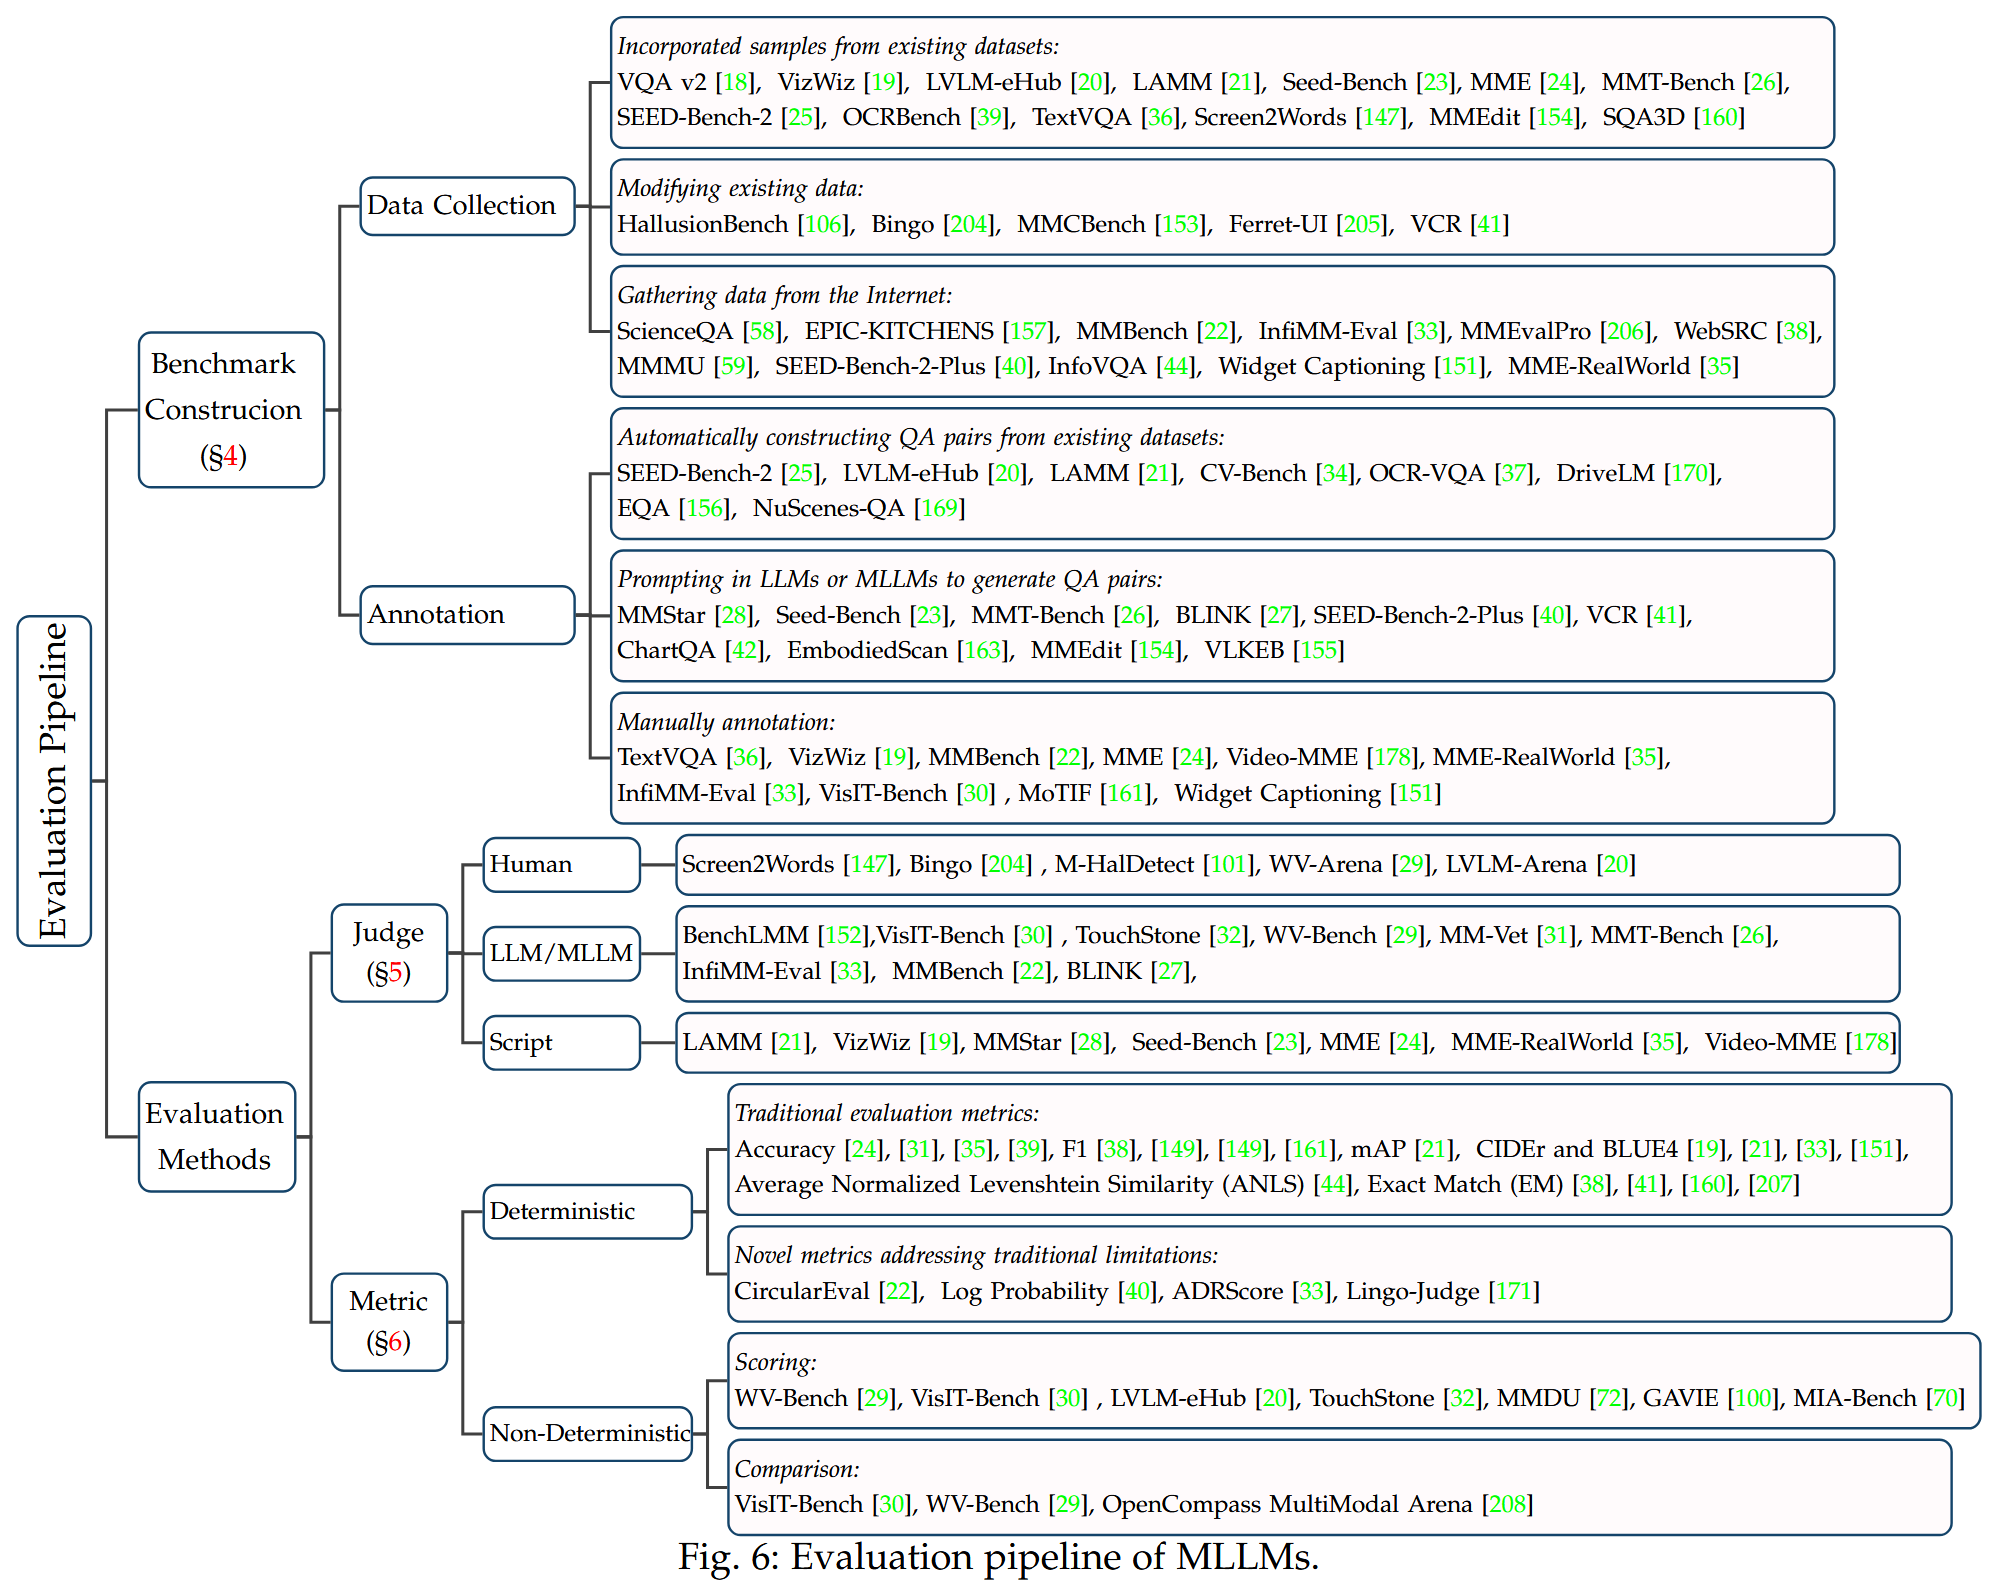 Evaluation Pipeline
Benchmark
Construcion
(§4)
Data Collection
Incorporated samples from existing datasets:
VQA v2 [18], VizWiz [19], LVLM-eHub [20], LAMM [21], Seed-Bench [23], MME [24], MMT-Bench [26],
SEED-Bench-2 [25], OCRBench [39], TextVQA [36], Screen2Words [147], MMEdit [154], SQA3D [160]
Modifying existing data:
HallusionBench [106], Bingo [204], MMCBench [153], Ferret-UI [205], VCR [41]
Gathering data from the Internet:
ScienceQA [58], EPIC-KITCHENS [157], MMBench [22], InfiMM-Eval [33], MMEvalPro [206], WebSRC [38],
MMMU [59], SEED-Bench-2-Plus [40], InfoVQA [44], Widget Captioning [151], MME-RealWorld [35]
Annotation
Automatically constructing QA pairs from existing datasets:
SEED-Bench-2 [25], LVLM-eHub [20], LAMM [21], CV-Bench [34], OCR-VQA [37], DriveLM [170],
EQA [156], NuScenes-QA [169]
Prompting in LLMs or MLLMs to generate QA pairs:
MMStar [28], Seed-Bench [23], MMT-Bench [26], BLINK [27], SEED-Bench-2-Plus [40], VCR [41],
ChartQA [42], EmbodiedScan [163], MMEdit [154], VLKEB [155]
Manually annotation:
TextVQA [36], VizWiz [19], MMBench [22], MME [24], Video-MME [178], MME-RealWorld [35],
InfiMM-Eval [33], VisIT-Bench [30] , MoTIF [161], Widget Captioning [151]
Evaluation
Methods
Judge
(§5)
Human
Screen2Words [147], Bingo [204] , M-HalDetect [101], WV-Arena [29], LVLM-Arena [20]
LLM/MLLM
BenchLMM [152],VisIT-Bench [30] , TouchStone [32], WV-Bench [29], MM-Vet [31], MMT-Bench [26],
InfiMM-Eval [33], MMBench [22], BLINK [27],
Script
LAMM [21], VizWiz [19], MMStar [28], Seed-Bench [23], MME [24], MME-RealWorld [35], Video-MME [178]
Metric
(§6)
Deterministic
Traditional evaluation metrics:
Accuracy [24], [31], [35], [39], F1 [38], [149], [149], [161], mAP [21], CIDEr and BLUE4 [19], [21], [33], [151],
Average Normalized Levenshtein Similarity (ANLS) [44], Exact Match (EM) [38], [41], [160], [207]
Novel metrics addressing traditional limitations:
CircularEval [22], Log Probability [40], ADRScore [33], Lingo-Judge [171]
Non-Deterministic
Scoring:
WV-Bench [29], VisIT-Bench [30] , LVLM-eHub [20], TouchStone [32], MMDU [72], GAVIE [100], MIA-Bench [70]
Comparison:
VisIT-Bench [30], WV-Bench [29], OpenCompass MultiModal Arena [208]
Fig. 6: Evaluation pipeline of MLLMs.